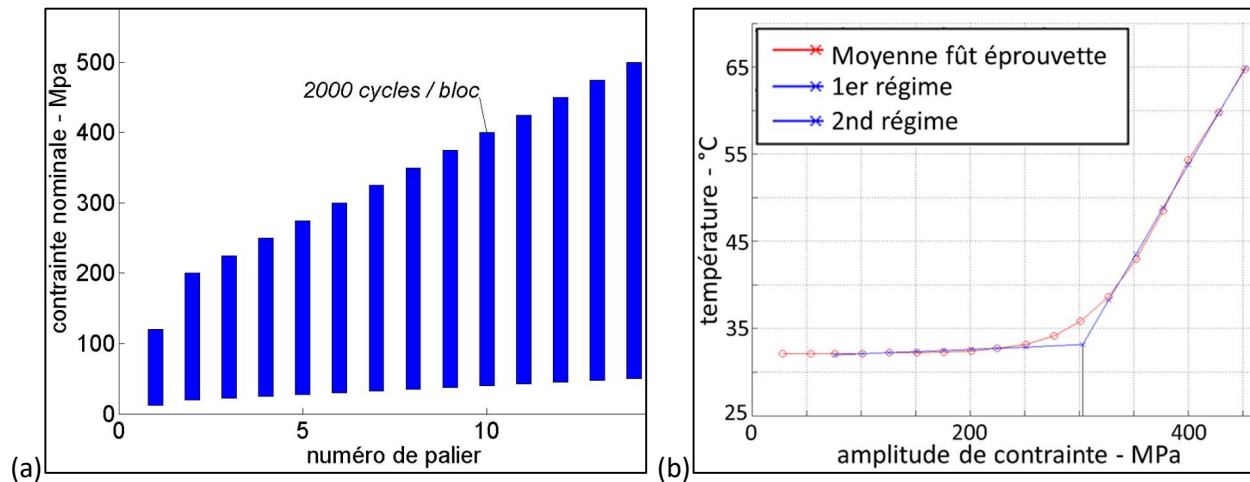 (a)
contrainte nominale - Mpa
500
400
300
200
100
0
2000 cycles / bloc
0
5
10
numéro de palier
(b)
température - °C
65
55
45
35
25
Moyenne fût éprouvette
1er régime
2nd régime
0
200
400
amplitude de contrainte - MPa